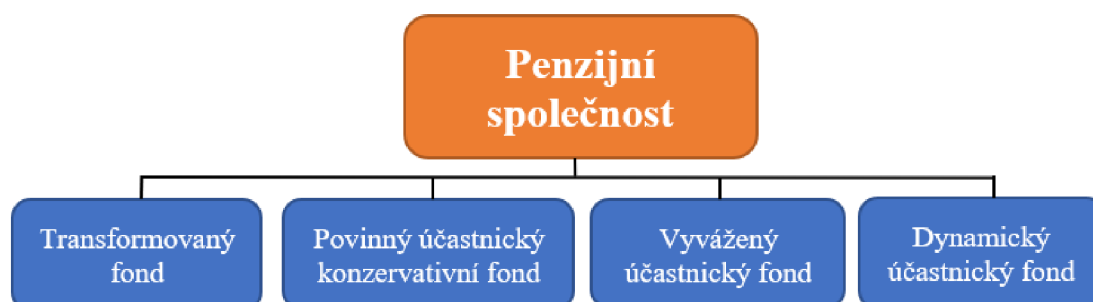 Penzijní
společnost
Transformovaný
fond
Povinný účastnický
konzervativní fond
Vyvážený
účastnický fond
Dynamický
účastnický fond